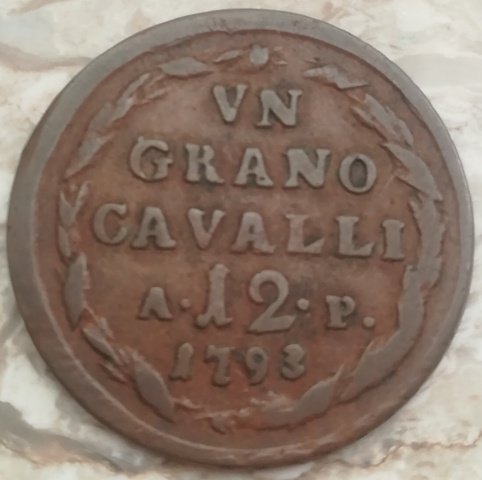 VN
GRANO
CAVALLI
A·12·P.
1793